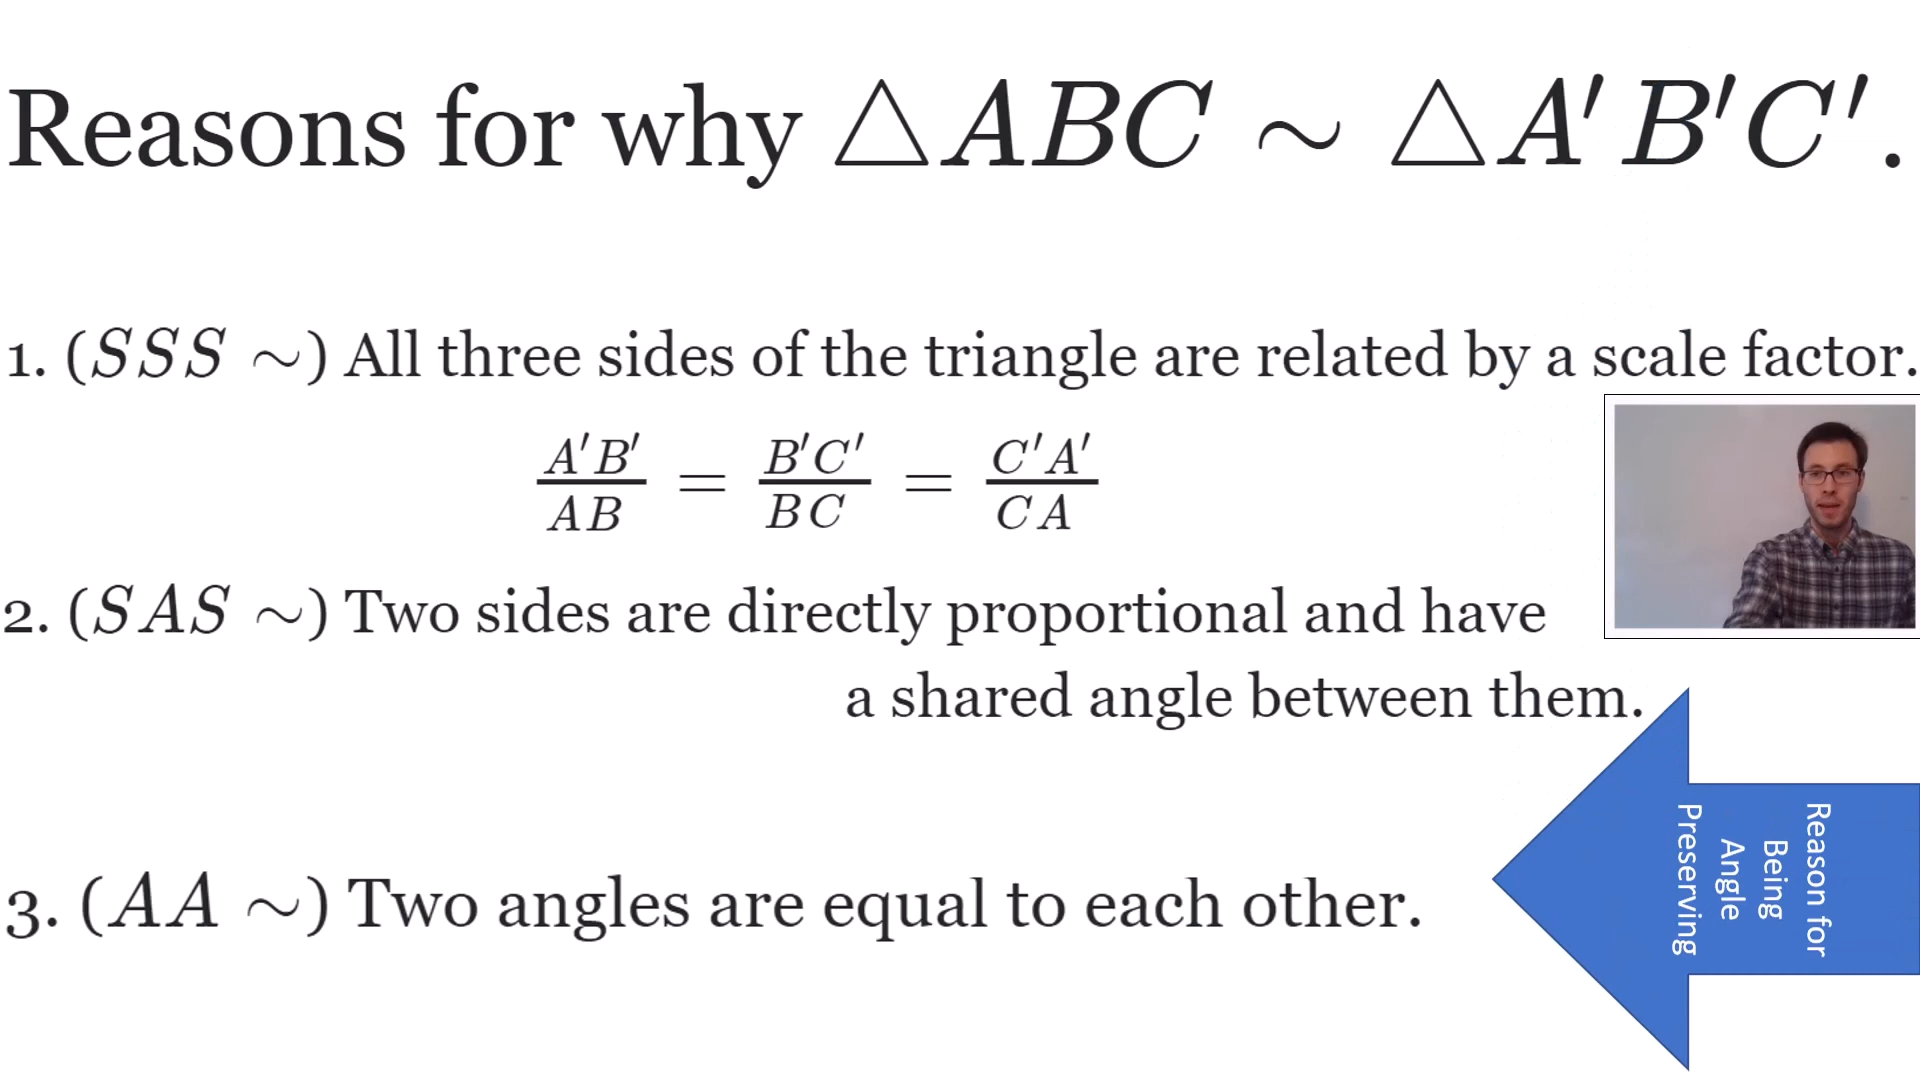 Reasons for why △ABC ~ △A′B′C′.
1. (SSS ~) All three sides of the triangle are related by a scale factor.
A′B′/AB = B′C′/BC = C′A′/CA
2. (SAS ~) Two sides are directly proportional and have
a shared angle between them.
3. (AA ~) Two angles are equal to each other.
Reason for
Being
Angle
Preserving